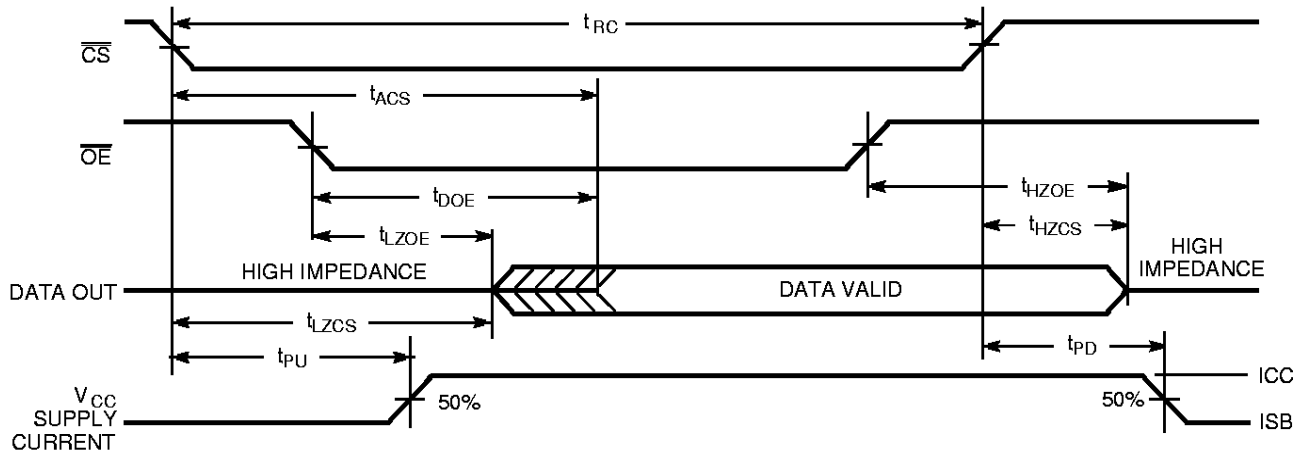 tRC
CS
tACS
OE
tDOE
tHZOE
tLZOE
tHZCS
HIGH IMPEDANCE
HIGH
IMPEDANCE
DATA OUT
DATA VALID
tLZCS
tPU
tPD
VCC
SUPPLY
CURRENT
50%
50%
ICC
ISB